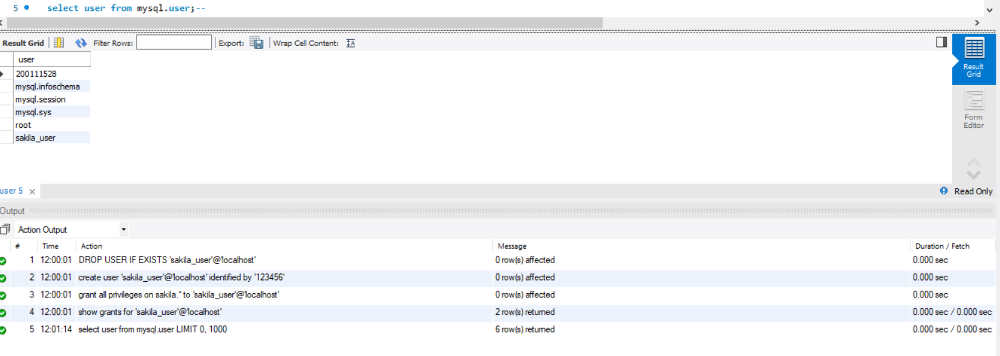 5 select user from mysql.user;--
Result Grid Filter Rows: Export: Wrap Cell Content:
user
200111528
mysql.infoschema
mysql.session
mysql.sys
root
sakila_user
Result
Grid
Form
Editor
user 5
Read Only
Output
Action Output
# Time Action Message Duration / Fetch
1 12:00:01 DROP USER IF EXISTS 'sakila_user'@'localhost' 0 row(s) affected 0.000 sec
2 12:00:01 create user 'sakila_user'@'localhost' identified by '123456' 0 row(s) affected 0.000 sec
3 12:00:01 grant all privileges on sakila.* to 'sakila_user'@'localhost' 0 row(s) affected 0.000 sec
4 12:00:01 show grants for 'sakila_user'@'localhost' 2 row(s) returned 0.000 sec / 0.000 sec
5 12:01:14 select user from mysql.user LIMIT 0, 1000 6 row(s) returned 0.000 sec / 0.000 sec